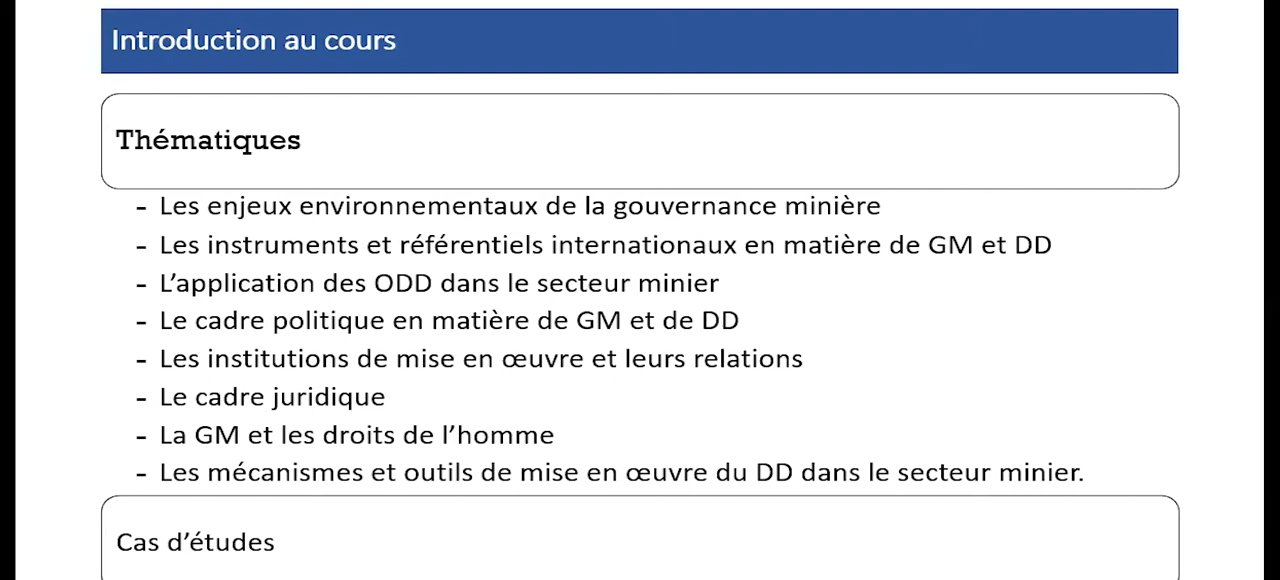 Introduction au cours
Thématiques
- Les enjeux environnementaux de la gouvernance minière
- Les instruments et référentiels internationaux en matière de GM et DD
- L’application des ODD dans le secteur minier
- Le cadre politique en matière de GM et de DD
- Les institutions de mise en œuvre et leurs relations
- Le cadre juridique
- La GM et les droits de l’homme
- Les mécanismes et outils de mise en œuvre du DD dans le secteur minier.
Cas d’études